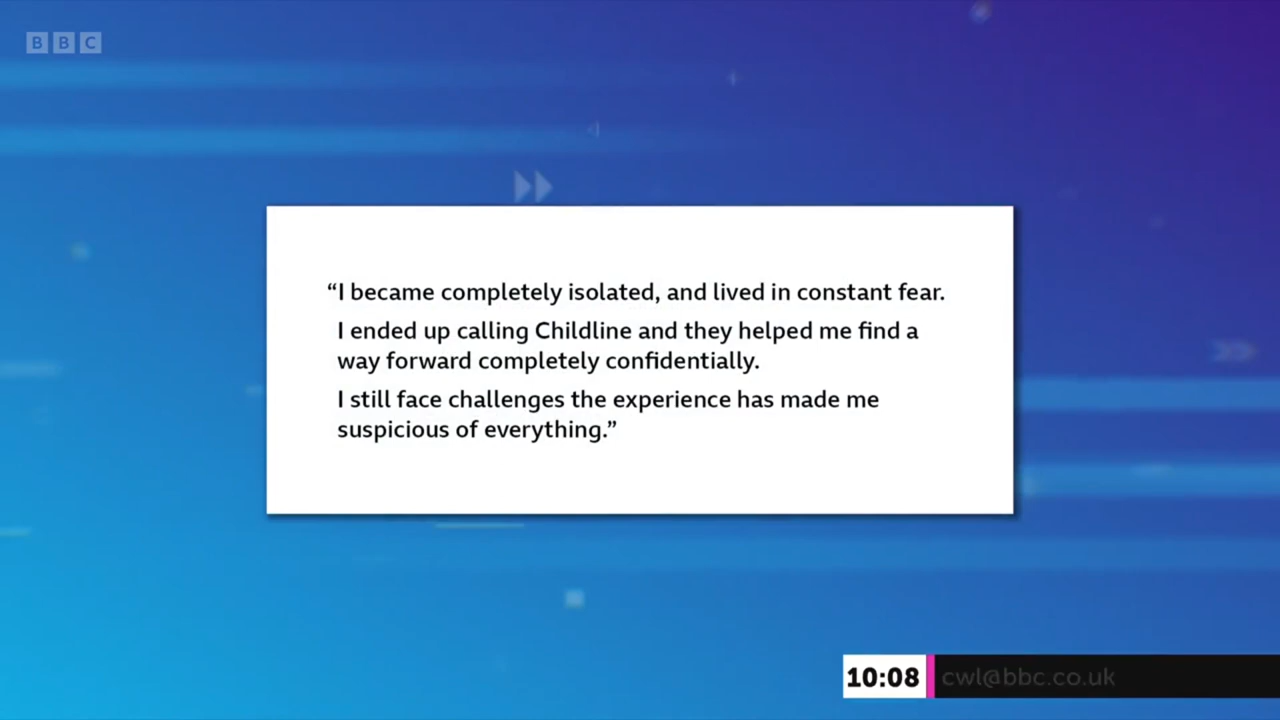 BBC
“I became completely isolated, and lived in constant fear.
I ended up calling Childline and they helped me find a
way forward completely confidentially.
I still face challenges the experience has made me
suspicious of everything.”
10:08 cwl@bbc.co.uk